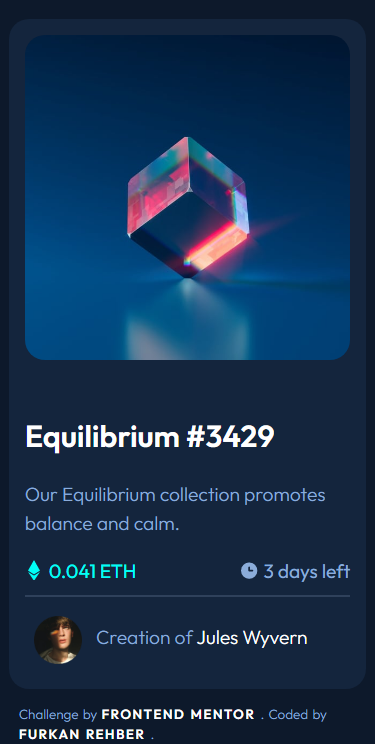 Equilibrium #3429
Our Equilibrium collection promotes
balance and calm.
0.041 ETH
3 days left
Creation of Jules Wyvern
Challenge by FRONTEND MENTOR . Coded by
FURKAN REHBER .